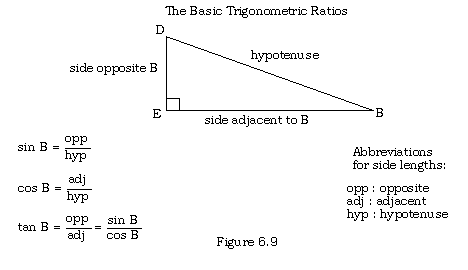 The Basic Trigonometric Ratios
D
hypotenuse
side opposite B
E
B
side adjacent to B
sin B = opp/hyp
cos B = adj/hyp
tan B = opp/adj = sin B/cos B
Abbreviations
for side lengths:
opp : opposite
adj : adjacent
hyp : hypotenuse
Figure 6.9